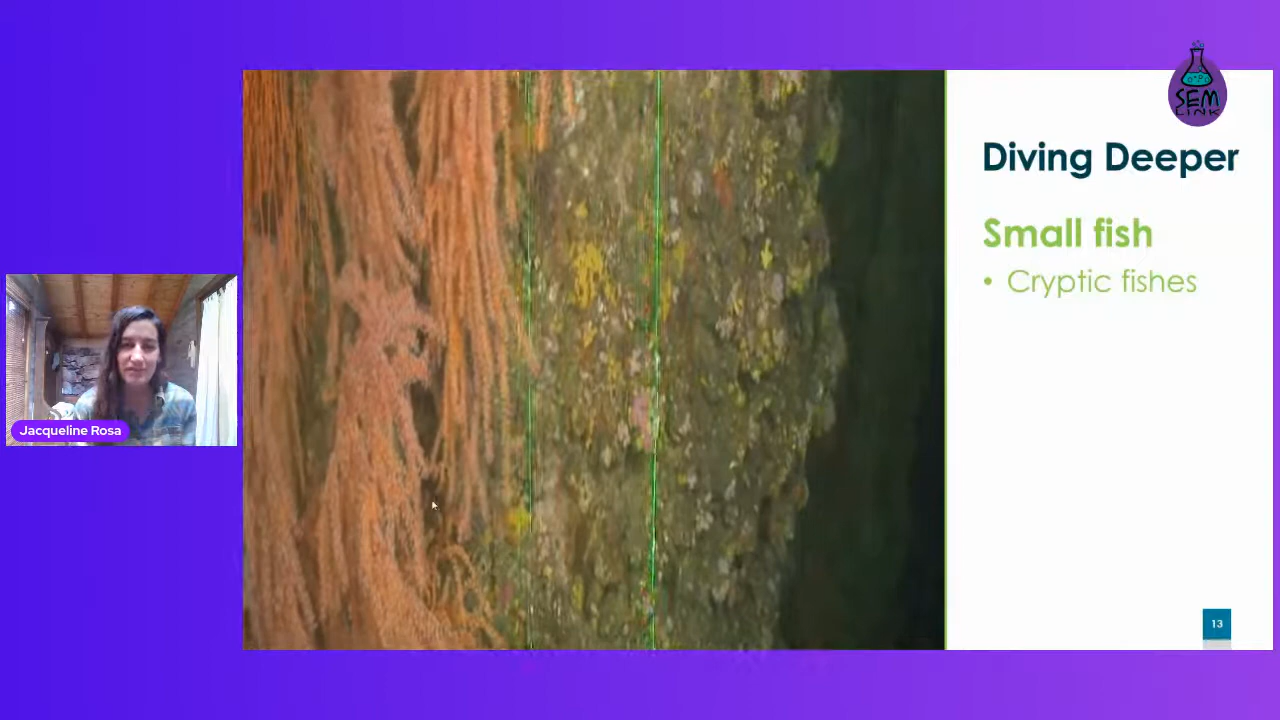 SEM
LINK
Diving Deeper
Small fish
• Cryptic fishes
Jacqueline Rosa
13